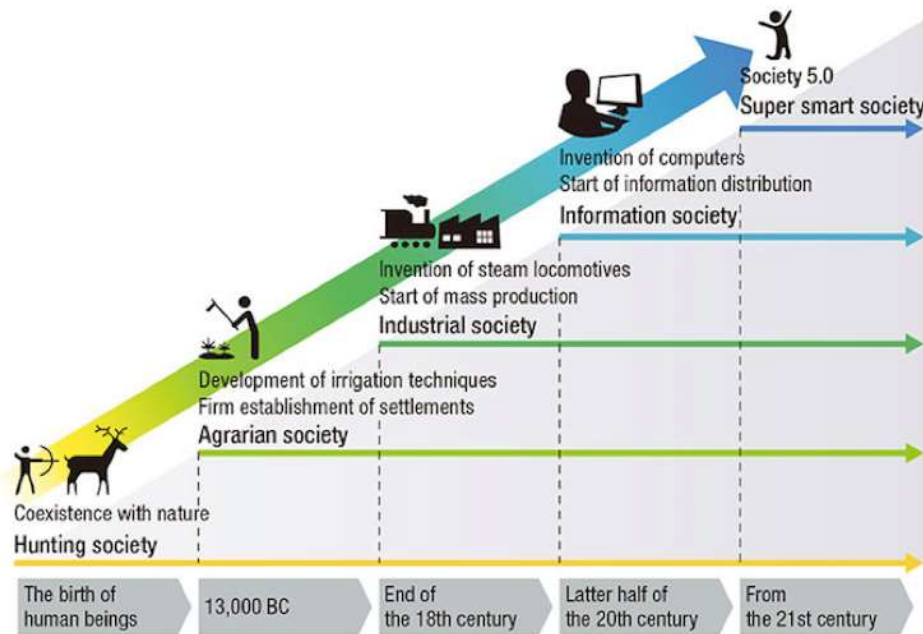 Society 5.0
Super smart society
Invention of computers
Start of information distribution
Information society
Invention of steam locomotives
Start of mass production
Industrial society
Development of irrigation techniques
Firm establishment of settlements
Agrarian society
Coexistence with nature
Hunting society
The birth of
human beings
13,000 BC
End of
the 18th century
Latter half of
the 20th century
From
the 21st century